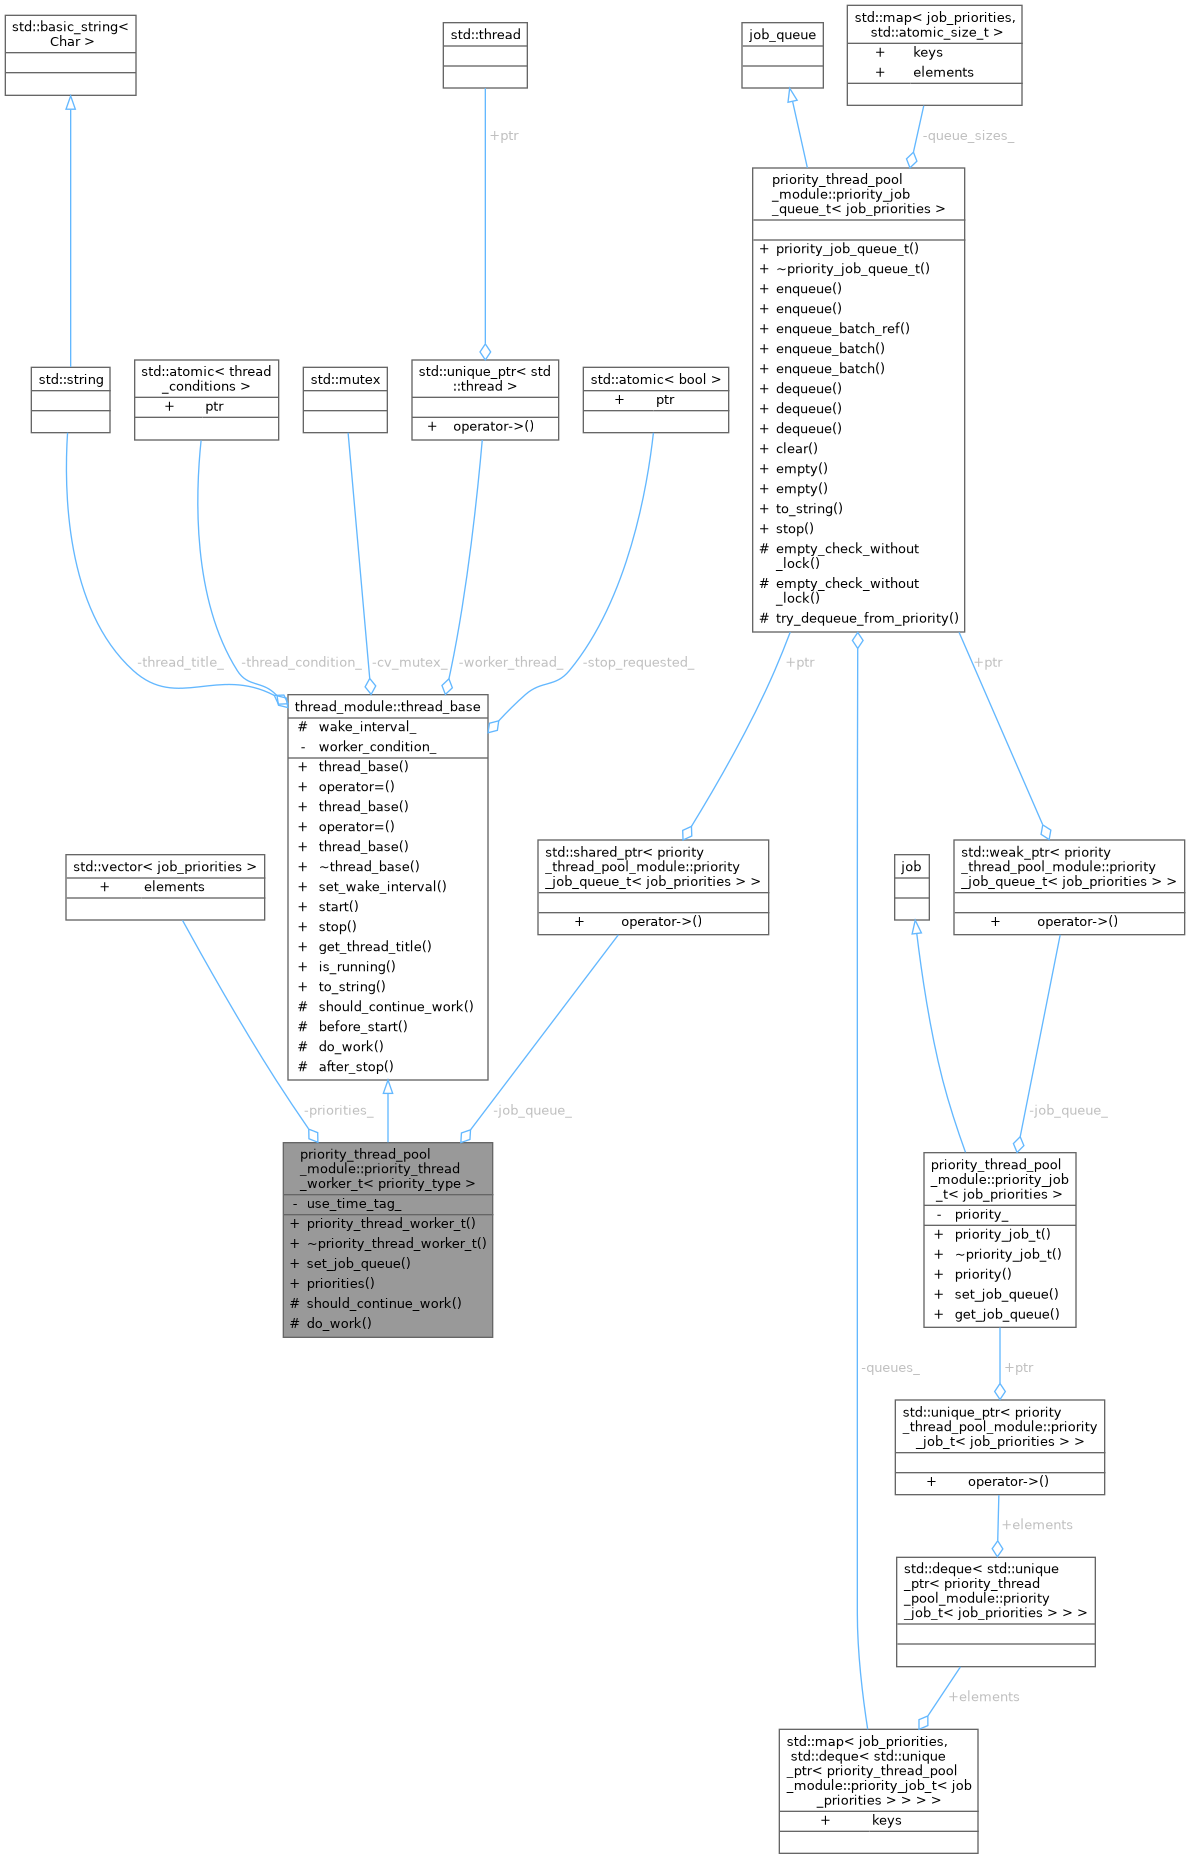 std::basic_string<
Char >
std::thread
job_queue
std::map< job_priorities,
std::atomic_size_t >
+ keys
+ elements
+ptr
-queue_sizes_
priority_thread_pool
_module::priority_job
_queue_t< job_priorities >
+ priority_job_queue_t()
+ ~priority_job_queue_t()
+ enqueue()
+ enqueue()
+ enqueue_batch_ref()
+ enqueue_batch()
+ enqueue_batch()
+ dequeue()
+ dequeue()
+ dequeue()
+ clear()
+ empty()
+ empty()
+ to_string()
+ stop()
# empty_check_without
_lock()
# empty_check_without
_lock()
# try_dequeue_from_priority()
std::string
std::atomic< thread
_conditions >
+ ptr
std::mutex
std::unique_ptr< std
::thread >
+ operator->()
std::atomic< bool >
+ ptr
-thread_title_
-thread_condition_
-cv_mutex_
-worker_thread_
-stop_requested_
+ptr
+ptr
thread_module::thread_base
# wake_interval_
- worker_condition_
+ thread_base()
+ operator=()
+ thread_base()
+ operator=()
+ thread_base()
+ ~thread_base()
+ set_wake_interval()
+ start()
+ stop()
+ get_thread_title()
+ is_running()
+ to_string()
# should_continue_work()
# before_start()
# do_work()
# after_stop()
std::vector< job_priorities >
+ elements
std::shared_ptr< priority
_thread_pool_module::priority
_job_queue_t< job_priorities > >
+ operator->()
job
std::weak_ptr< priority
_thread_pool_module::priority
_job_queue_t< job_priorities > >
+ operator->()
-priorities_
-job_queue_
-job_queue_
priority_thread_pool
_module::priority_thread
_worker_t< priority_type >
- use_time_tag_
+ priority_thread_worker_t()
+ ~priority_thread_worker_t()
+ set_job_queue()
+ priorities()
# should_continue_work()
# do_work()
priority_thread_pool
_module::priority_job
_t< job_priorities >
- priority_
+ priority_job_t()
+ ~priority_job_t()
+ priority()
+ set_job_queue()
+ get_job_queue()
-queues_
+ptr
std::unique_ptr< priority
_thread_pool_module::priority
_job_t< job_priorities > >
+ operator->()
+elements
std::deque< std::unique
_ptr< priority_thread
_pool_module::priority
_job_t< job_priorities > > >
+elements
std::map< job_priorities,
std::deque< std::unique
_ptr< priority_thread_pool
_module::priority_job_t< job
_priorities > > > >
+ keys